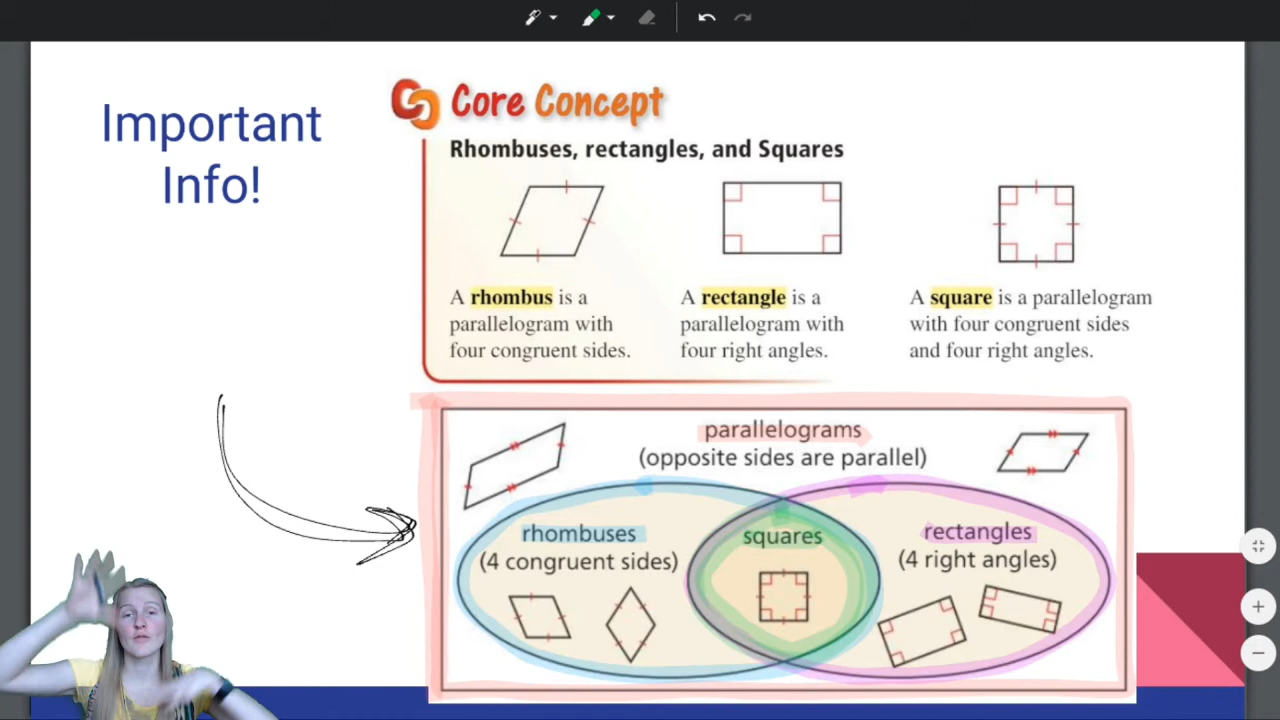 Important
Info!
Core Concept
Rhombuses, rectangles, and Squares
A rhombus is a
parallelogram with
four congruent sides.
A rectangle is a
parallelogram with
four right angles.
A square is a parallelogram
with four congruent sides
and four right angles.
parallelograms
(opposite sides are parallel)
rhombuses
(4 congruent sides)
squares
rectangles
(4 right angles)